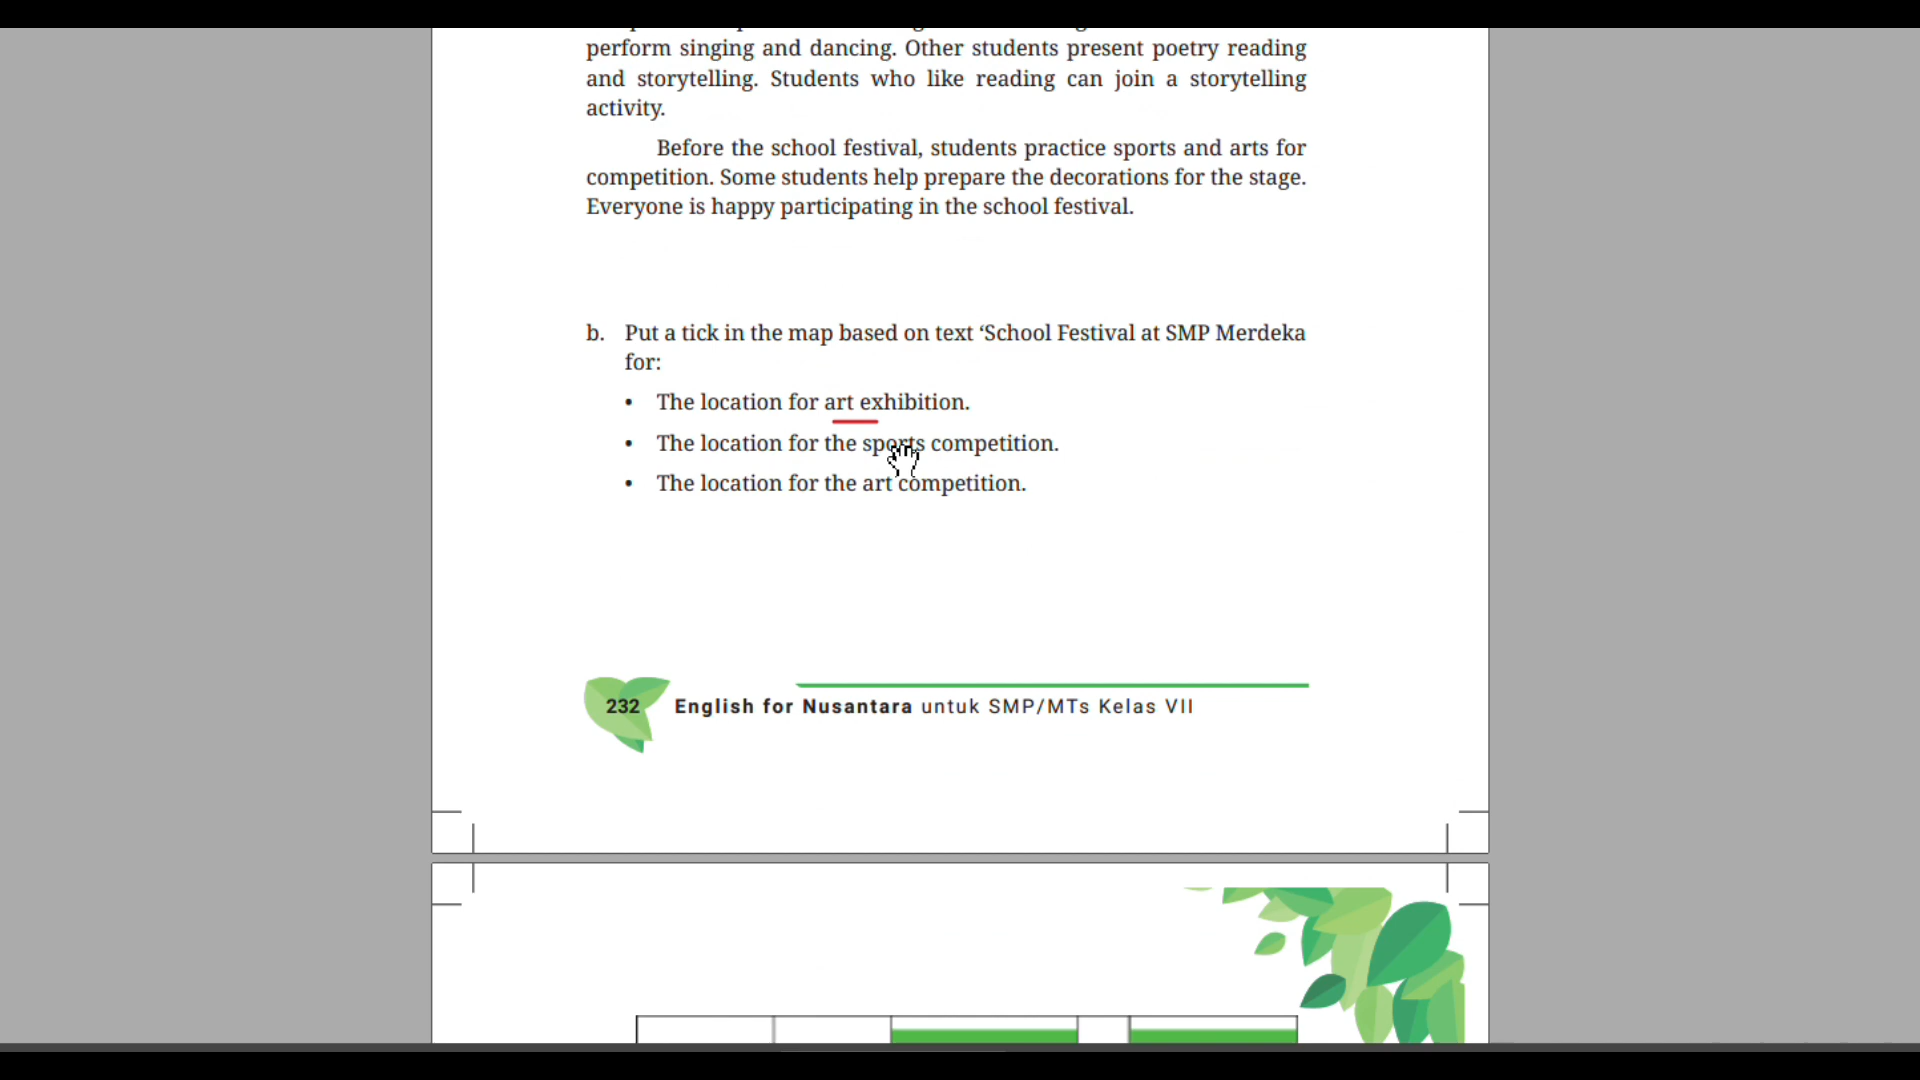 perform singing and dancing. Other students present poetry reading
and storytelling. Students who like reading can join a storytelling
activity.
Before the school festival, students practice sports and arts for
competition. Some students help prepare the decorations for the stage.
Everyone is happy participating in the school festival.
b. Put a tick in the map based on text ‘School Festival at SMP Merdeka
for:
• The location for art exhibition.
• The location for the sports competition.
• The location for the art competition.
232 English for Nusantara untuk SMP/MTs Kelas VII